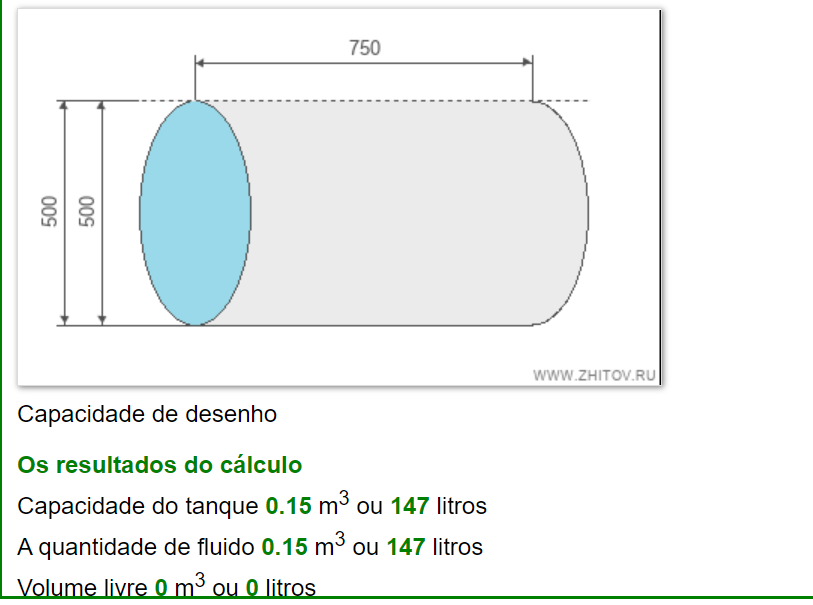 750
500
500
WWW.ZHITOV.RU
Capacidade de desenho
Os resultados do cálculo
Capacidade do tanque 0.15 m³ ou 147 litros
A quantidade de fluido 0.15 m³ ou 147 litros
Volume livre 0 m³ ou 0 litros